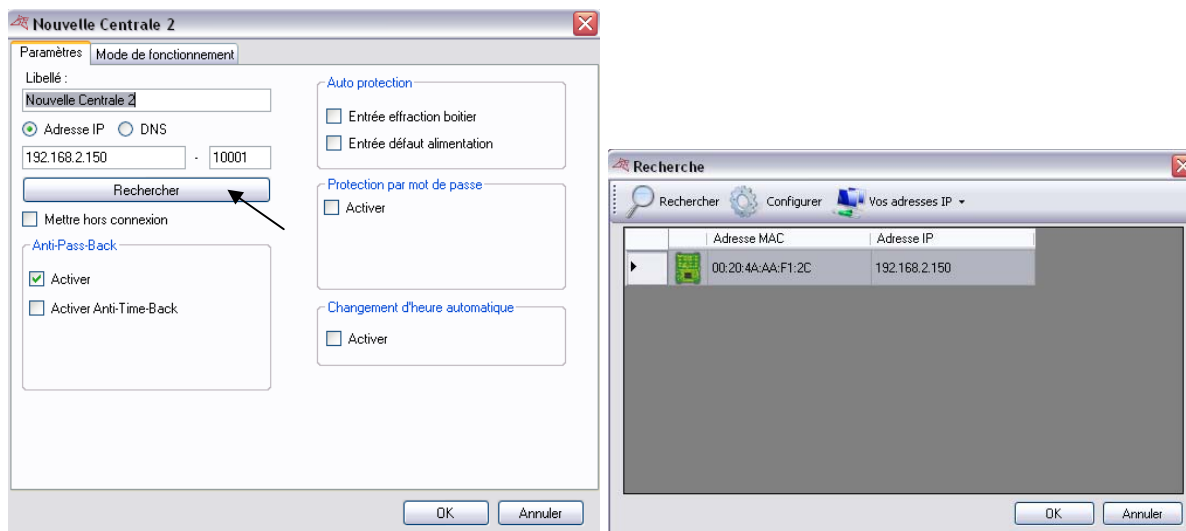 Nouvelle Centrale 2
Paramètres Mode de fonctionnement
Libellé :
Nouvelle Centrale 2
Adresse IP DNS
192.168.2.150 - 10001
Rechercher
Mettre hors connexion
Anti-Pass-Back
Activer
Activer Anti-Time-Back
Auto protection
Entrée effraction boitier
Entrée défaut alimentation
Protection par mot de passe
Activer
Changement d'heure automatique
Activer
OK Annuler
Recherche
Rechercher Configurer Vos adresses IP
Adresse MAC Adresse IP
00:20:4A:AA:F1:2C 192.168.2.150
OK Annuler